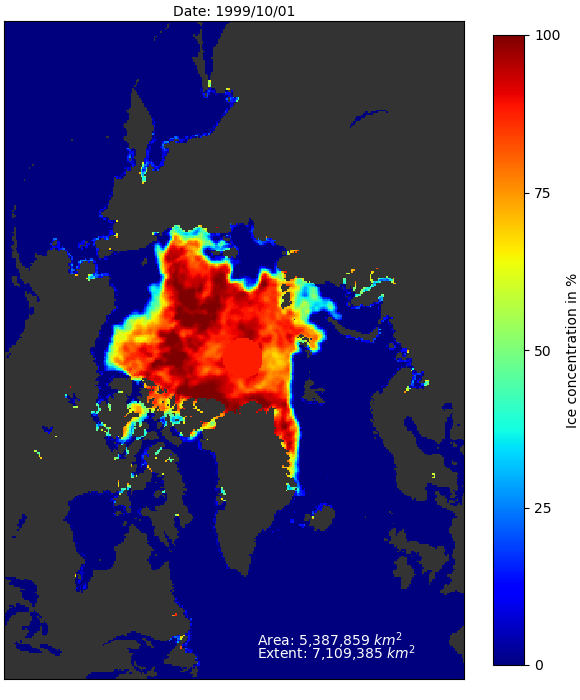 Date: 1999/10/01
100
75
50
25
0
Ice concentration in %
Area: 5,387,859 km²
Extent: 7,109,385 km²